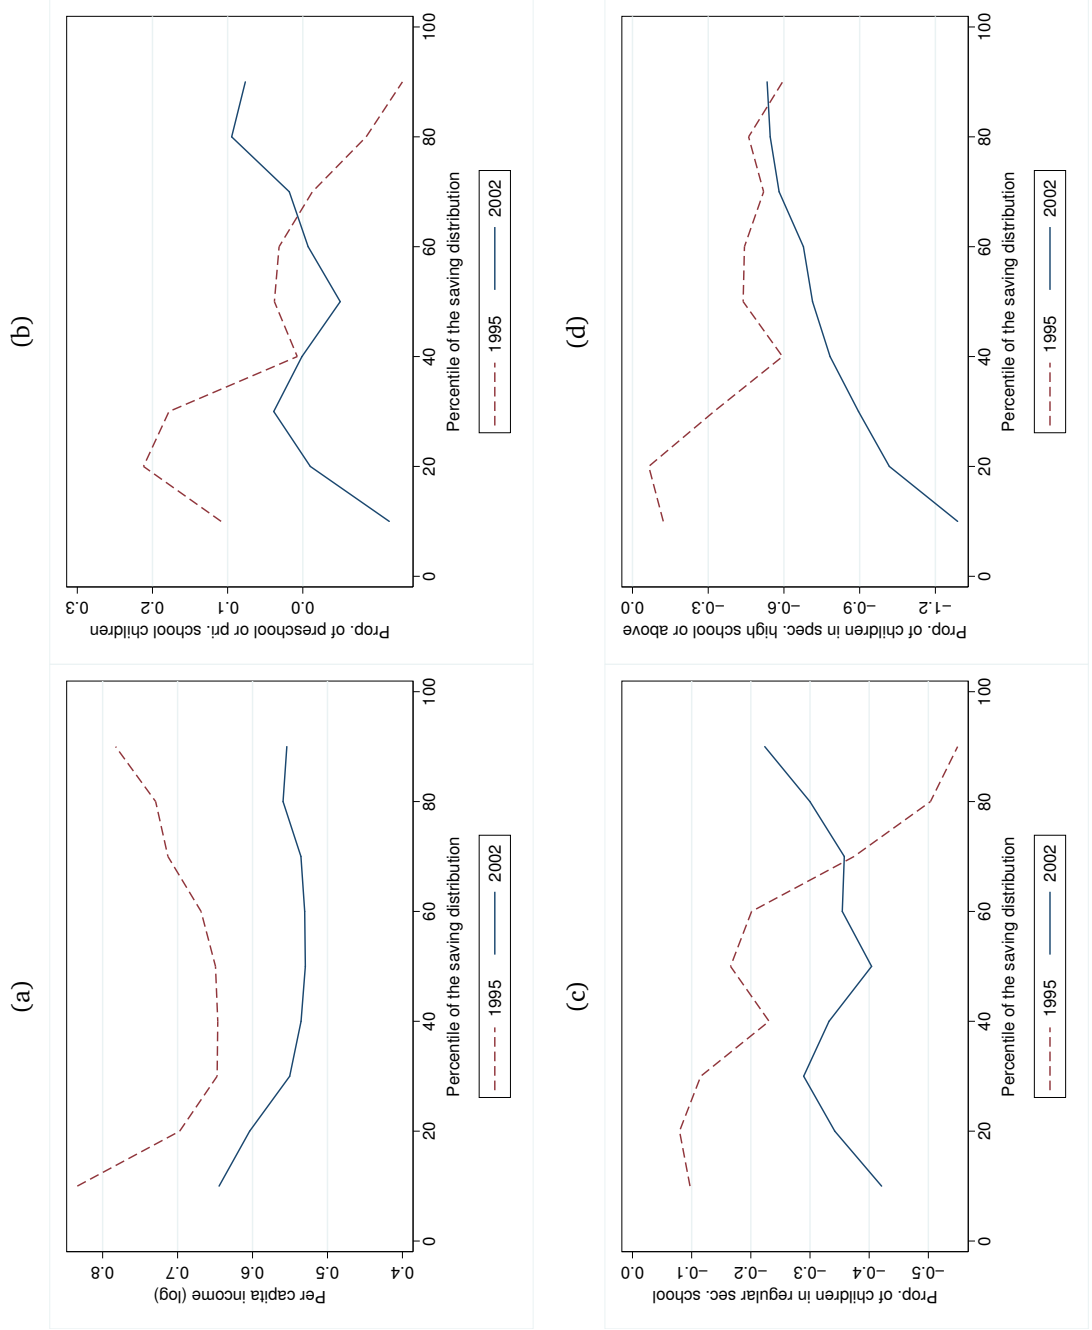 (a)
Per capita income (log)
0.8
0.7
0.6
0.5
0.4
0 20 40 60 80 100
Percentile of the saving distribution
1995 2002
(b)
Prop. of preschool or pri. school children
0.3
0.2
0.1
0.0
0 20 40 60 80 100
Percentile of the saving distribution
1995 2002
(c)
Prop. of children in regular sec. school
0.0
−0.1
−0.2
−0.3
−0.4
−0.5
0 20 40 60 80 100
Percentile of the saving distribution
1995 2002
(d)
Prop. of children in spec. high school or above
0.0
−0.3
−0.6
−0.9
−1.2
0 20 40 60 80 100
Percentile of the saving distribution
1995 2002